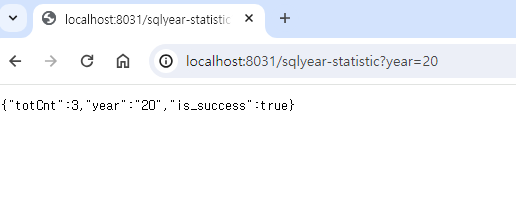 localhost:8031/sqlyear-statistic
localhost:8031/sqlyear-statistic?year=20
{"totCnt":3,"year":"20","is_success":true}